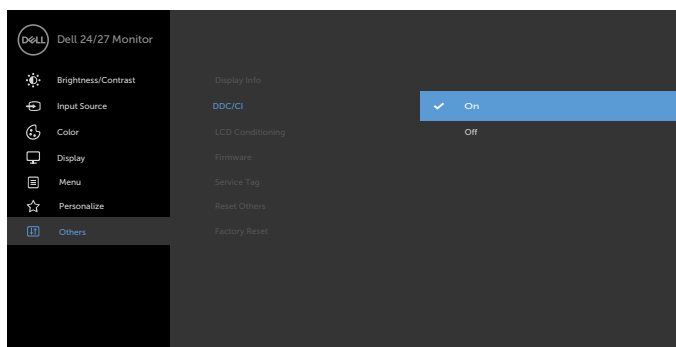 DELL Dell 24/27 Monitor
Brightness/Contrast Display Info
Input Source DDC/CI On
Color LCD Conditioning Off
Display Firmware
Menu Service Tag
Personalize Reset Others
Others Factory Reset